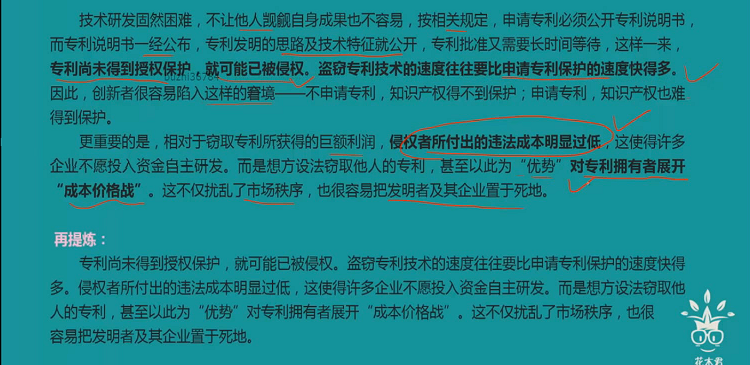 技术研发固然困难，不让他人觊觎自身成果也不容易，按相关规定，申请专利必须公开专利说明书，
而专利说明书一经公布，专利发明的思路及技术特征就公开，专利批准又需要长时间等待，这样一来，
专利尚未得到授权保护，就可能已被侵权。盗窃专利技术的速度往往要比申请专利保护的速度快得多。
因此，创新者很容易陷入这样的窘境——不申请专利，知识产权得不到保护；申请专利，知识产权也难
得到保护。
更重要的是，相对于窃取专利所获得的巨额利润，侵权者所付出的违法成本明显过低，这使得许多
企业不愿投入资金自主研发。而是想方设法窃取他人的专利，甚至以此为“优势”对专利拥有者展开
“成本价格战”。这不仅扰乱了市场秩序，也很容易把发明者及其企业置于死地。
再提炼：
专利尚未得到授权保护，就可能已被侵权。盗窃专利技术的速度往往要比申请专利保护的速度快得
多。侵权者所付出的违法成本明显过低，这使得许多企业不愿投入资金自主研发。而是想方设法窃取他
人的专利，甚至以此为“优势”对专利拥有者展开“成本价格战”。这不仅扰乱了市场秩序，也很
容易把发明者及其企业置于死地。
花木君